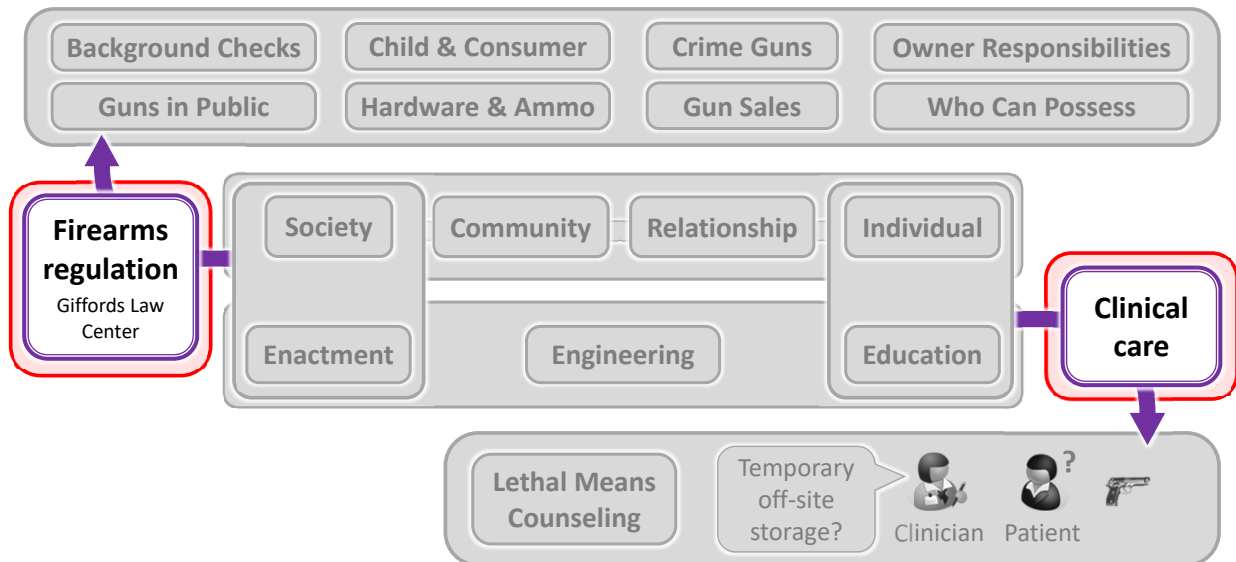 Background Checks
Child & Consumer
Crime Guns
Owner Responsibilities
Guns in Public
Hardware & Ammo
Gun Sales
Who Can Possess
Firearms
regulation
Giffords Law
Center
Society
Community
Relationship
Individual
Enactment
Engineering
Education
Clinical
care
Lethal Means
Counseling
Temporary
off-site
storage?
?
Clinician
Patient